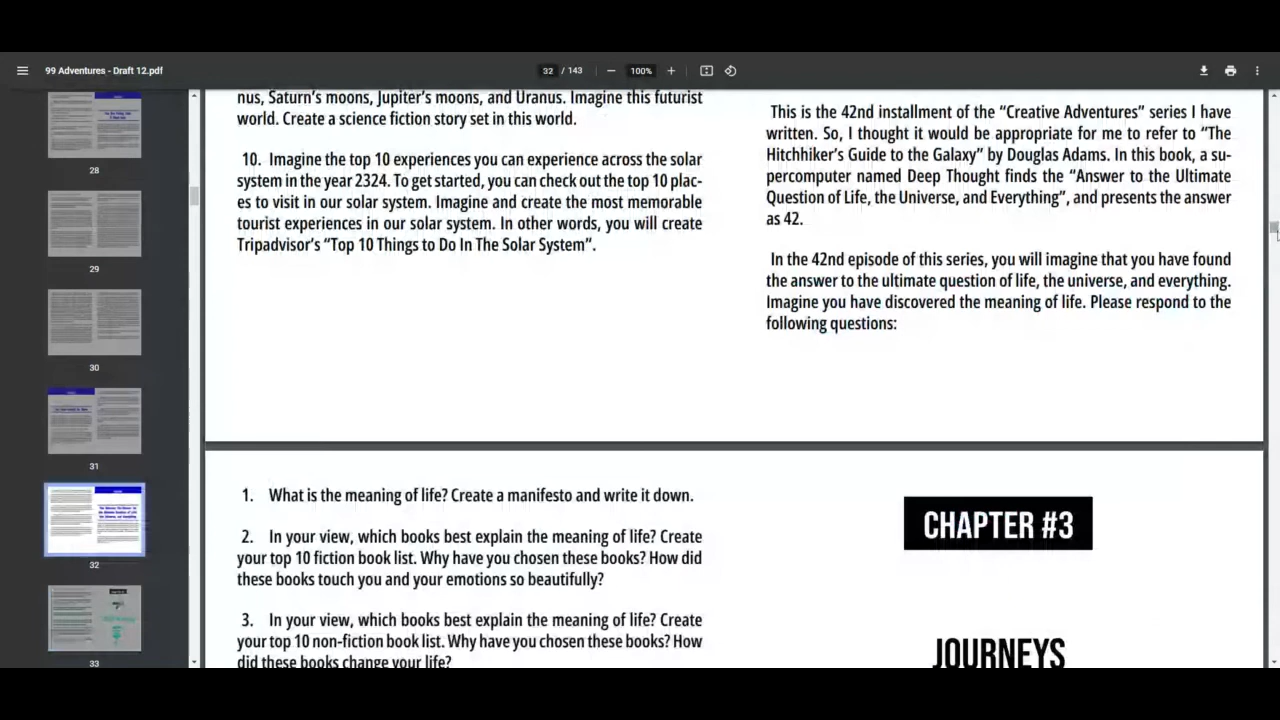 99 Adventures - Draft 12.pdf
32 / 143
100%
28
29
30
31
32
33
nus, Saturn's moons, Jupiter's moons, and Uranus. Imagine this futurist
world. Create a science fiction story set in this world.
10. Imagine the top 10 experiences you can experience across the solar
system in the year 2324. To get started, you can check out the top 10 plac-
es to visit in our solar system. Imagine and create the most memorable
tourist experiences in our solar system. In other words, you will create
Tripadvisor's “Top 10 Things to Do In The Solar System”.
This is the 42nd installment of the “Creative Adventures” series I have
written. So, I thought it would be appropriate for me to refer to “The
Hitchhiker's Guide to the Galaxy” by Douglas Adams. In this book, a su-
percomputer named Deep Thought finds the “Answer to the Ultimate
Question of Life, the Universe, and Everything”, and presents the answer
as 42.
In the 42nd episode of this series, you will imagine that you have found
the answer to the ultimate question of life, the universe, and everything.
Imagine you have discovered the meaning of life. Please respond to the
following questions:
1. What is the meaning of life? Create a manifesto and write it down.
2. In your view, which books best explain the meaning of life? Create
your top 10 fiction book list. Why have you chosen these books? How did
these books touch you and your emotions so beautifully?
3. In your view, which books best explain the meaning of life? Create
your top 10 non-fiction book list. Why have you chosen these books? How
did these books change your life?
CHAPTER #3
JOURNEYS